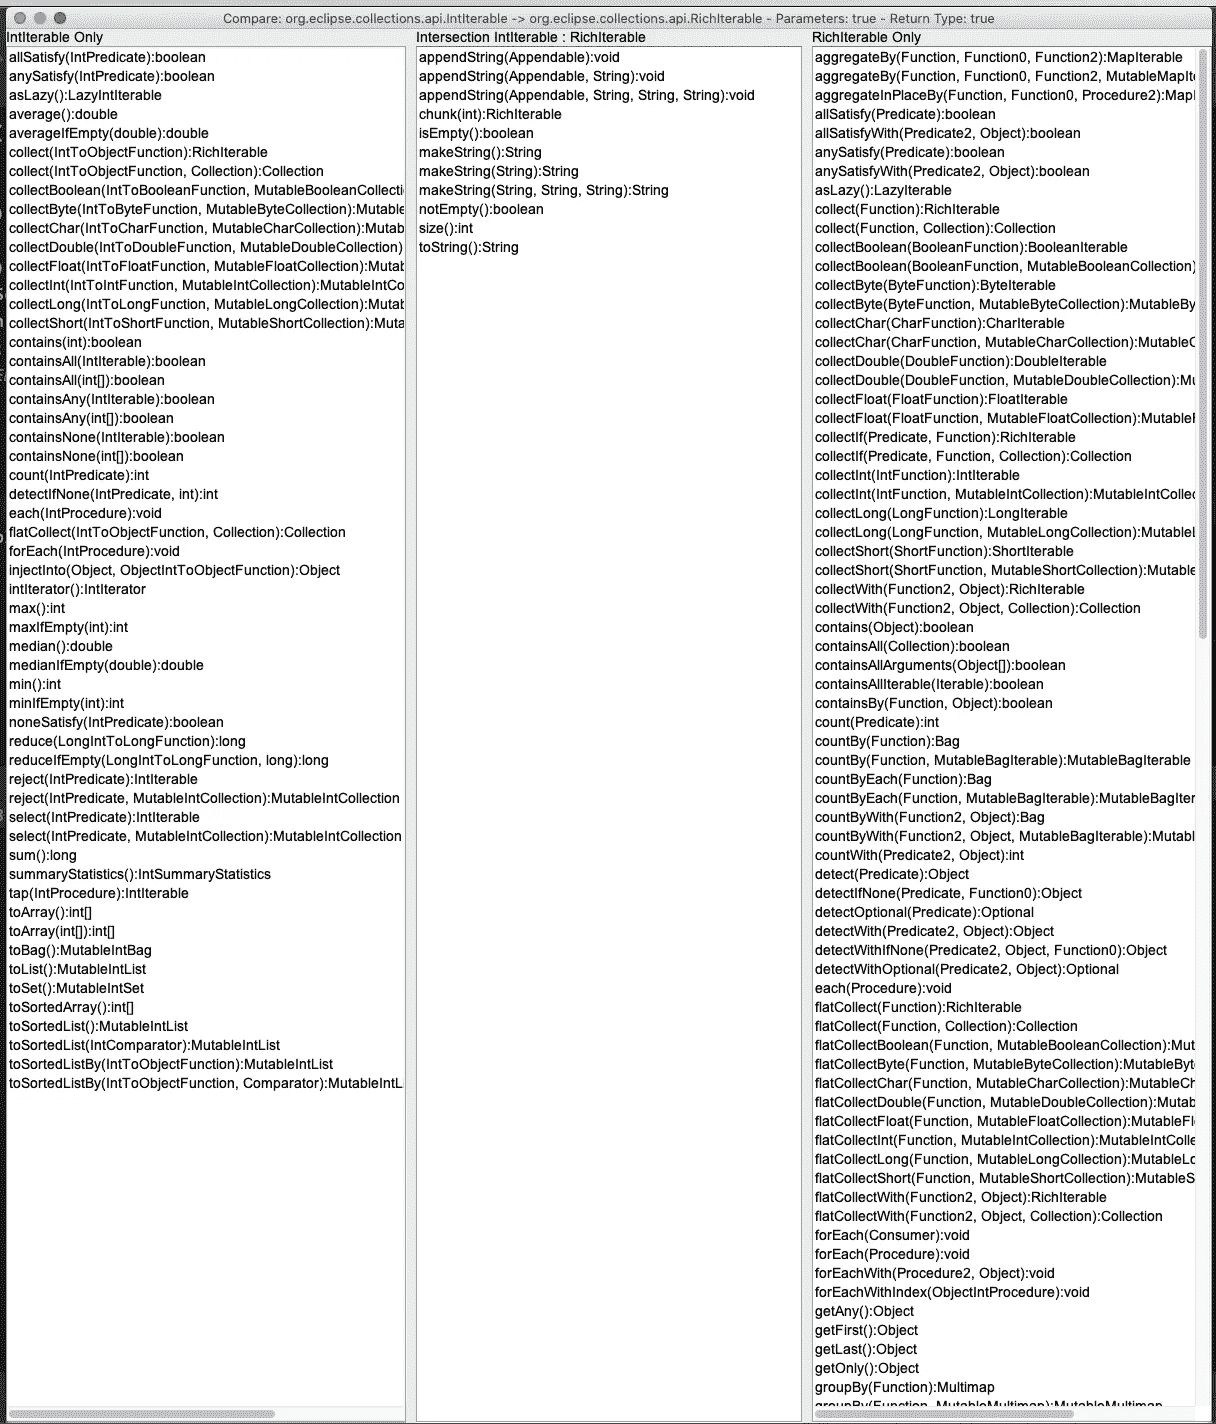 Compare: org.eclipse.collections.api.IntIterable -> org.eclipse.collections.api.RichIterable - Parameters: true - Return Type: true
IntIterable Only
allSatisfy(IntPredicate):boolean
anySatisfy(IntPredicate):boolean
asLazy():LazyIntIterable
average():double
averageIfEmpty(double):double
collect(IntToObjectFunction):RichIterable
collect(IntToObjectFunction, Collection):Collection
collectBoolean(IntToBooleanFunction, MutableBooleanCollecti
collectByte(IntToByteFunction, MutableByteCollection):Mutable
collectChar(IntToCharFunction, MutableCharCollection):Mutab
collectDouble(IntToDoubleFunction, MutableDoubleCollection)
collectFloat(IntToFloatFunction, MutableFloatCollection):Mutab
collectInt(IntToIntFunction, MutableIntCollection):MutableIntCo
collectLong(IntToLongFunction, MutableLongCollection):Mutab
collectShort(IntToShortFunction, MutableShortCollection):Muta
contains(int):boolean
containsAll(IntIterable):boolean
containsAll(int[]):boolean
containsAny(IntIterable):boolean
containsAny(int[]):boolean
containsNone(IntIterable):boolean
containsNone(int[]):boolean
count(IntPredicate):int
detectIfNone(IntPredicate, int):int
each(IntProcedure):void
flatCollect(IntToObjectFunction, Collection):Collection
forEach(IntProcedure):void
injectInto(Object, ObjectIntToObjectFunction):Object
intIterator():IntIterator
max():int
maxIfEmpty(int):int
median():double
medianIfEmpty(double):double
min():int
minIfEmpty(int):int
noneSatisfy(IntPredicate):boolean
reduce(LongIntToLongFunction):long
reduceIfEmpty(LongIntToLongFunction, long):long
reject(IntPredicate):IntIterable
reject(IntPredicate, MutableIntCollection):MutableIntCollection
select(IntPredicate):IntIterable
select(IntPredicate, MutableIntCollection):MutableIntCollection
sum():long
summaryStatistics():IntSummaryStatistics
tap(IntProcedure):IntIterable
toArray():int[]
toArray(int[]):int[]
toBag():MutableIntBag
toList():MutableIntList
toSet():MutableIntSet
toSortedArray():int[]
toSortedList():MutableIntList
toSortedList(IntComparator):MutableIntList
toSortedListBy(IntToObjectFunction):MutableIntList
toSortedListBy(IntToObjectFunction, Comparator):MutableIntL
Intersection IntIterable : RichIterable
appendString(Appendable):void
appendString(Appendable, String):void
appendString(Appendable, String, String, String):void
chunk(int):RichIterable
isEmpty():boolean
makeString():String
makeString(String):String
makeString(String, String, String):String
notEmpty():boolean
size():int
toString():String
RichIterable Only
aggregateBy(Function, Function0, Function2):MapIterable
aggregateBy(Function, Function0, Function2, MutableMapIt
aggregateInPlaceBy(Function, Function0, Procedure2):Mapl
allSatisfy(Predicate):boolean
allSatisfyWith(Predicate2, Object):boolean
anySatisfy(Predicate):boolean
anySatisfyWith(Predicate2, Object):boolean
asLazy():LazyIterable
collect(Function):RichIterable
collect(Function, Collection):Collection
collectBoolean(BooleanFunction):BooleanIterable
collectBoolean(BooleanFunction, MutableBooleanCollection)
collectByte(ByteFunction):ByteIterable
collectByte(ByteFunction, MutableByteCollection):MutableBy
collectChar(CharFunction):CharIterable
collectChar(CharFunction, MutableCharCollection):MutableC
collectDouble(DoubleFunction):DoubleIterable
collectDouble(DoubleFunction, MutableDoubleCollection):Mu
collectFloat(FloatFunction):FloatIterable
collectFloat(FloatFunction, MutableFloatCollection):MutableF
collectIf(Predicate, Function):RichIterable
collectIf(Predicate, Function, Collection):Collection
collectInt(IntFunction):IntIterable
collectInt(IntFunction, MutableIntCollection):MutableIntCollec
collectLong(LongFunction):LongIterable
collectLong(LongFunction, MutableLongCollection):MutableL
collectShort(ShortFunction):ShortIterable
collectShort(ShortFunction, MutableShortCollection):Mutable
collectWith(Function2, Object):RichIterable
collectWith(Function2, Object, Collection):Collection
contains(Object):boolean
containsAll(Collection):boolean
containsAllArguments(Object[]):boolean
containsAllIterable(Iterable):boolean
containsBy(Function, Object):boolean
count(Predicate):int
countBy(Function):Bag
countBy(Function, MutableBagIterable):MutableBagIterable
countByEach(Function):Bag
countByEach(Function, MutableBagIterable):MutableBagIter
countByWith(Function2, Object):Bag
countByWith(Function2, Object, MutableBagIterable):Mutabl
countWith(Predicate2, Object):int
detect(Predicate):Object
detectIfNone(Predicate, Function0):Object
detectOptional(Predicate):Optional
detectWith(Predicate2, Object):Object
detectWithIfNone(Predicate2, Object, Function0):Object
detectWithOptional(Predicate2, Object):Optional
each(Procedure):void
flatCollect(Function):RichIterable
flatCollect(Function, Collection):Collection
flatCollectBoolean(Function, MutableBooleanCollection):Mut
flatCollectByte(Function, MutableByteCollection):MutableByt
flatCollectChar(Function, MutableCharCollection):MutableCh
flatCollectDouble(Function, MutableDoubleCollection):Mutab
flatCollectFloat(Function, MutableFloatCollection):MutableFl
flatCollectInt(Function, MutableIntCollection):MutableIntColle
flatCollectLong(Function, MutableLongCollection):MutableLo
flatCollectShort(Function, MutableShortCollection):MutableS
flatCollectWith(Function2, Object):RichIterable
flatCollectWith(Function2, Object, Collection):Collection
forEach(Consumer):void
forEach(Procedure):void
forEachWith(Procedure2, Object):void
forEachWithIndex(ObjectIntProcedure):void
getAny():Object
getFirst():Object
getLast():Object
getOnly():Object
groupBy(Function):Multimap
groupBy(Function, MutableMultimap):MutableMultimap